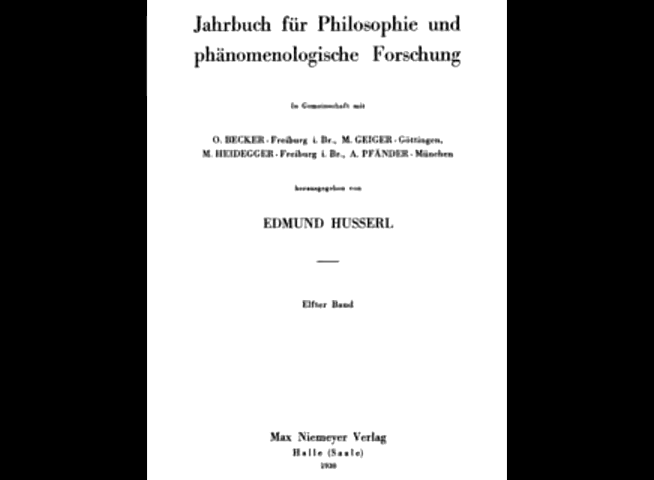 Jahrbuch für Philosophie und
phänomenologische Forschung
In Gemeinschaft mit
O. BECKER-Freiburg i. Br., M. GEIGER-Göttingen,
M. HEIDEGGER-Freiburg i. Br., A. PFÄNDER-München
herausgegeben von
EDMUND HUSSERL
Elfter Band
Max Niemeyer Verlag
Halle (Saale)
1930